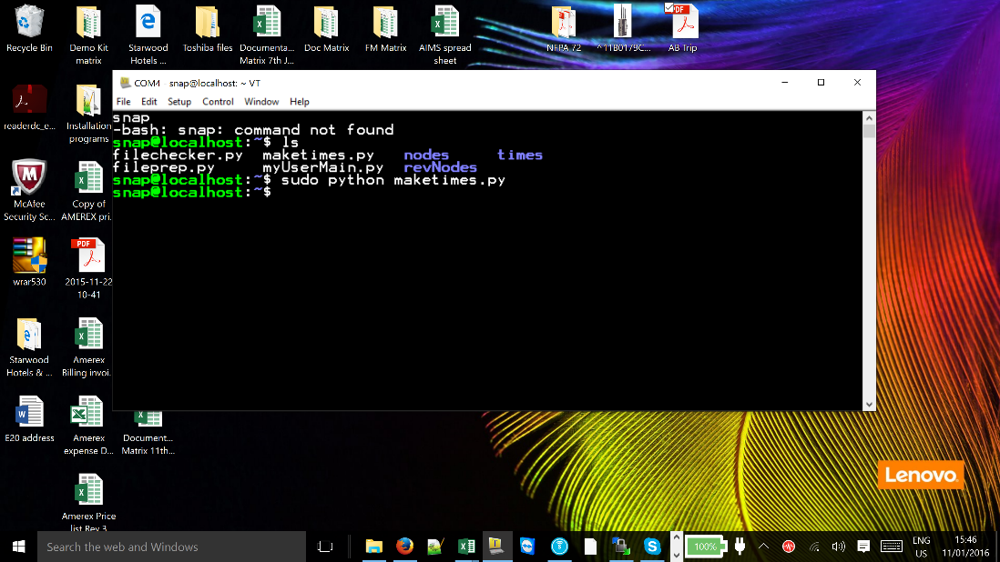 Recycle Bin
Demo Kit
matrix
Starwood
Hotels ...
Toshiba files
Documenta...
Matrix 7th J...
Doc Matrix
FM Matrix
AIMS spread
sheet
NFPA 72
^11B0179C...
PDF
AB Trip
readerdc_e...
Installation
programs
McAfee
Security Sc...
Copy of
AMEREX pri...
wrar530
PDF
2015-11-22
10-41
Starwood
Hotels & ...
Amerex
Billing invoi...
E20 address
Amerex
expense D...
Document...
Matrix 11th...
Amerex Price
list Rev 3
COM4 snap@localhost: ~ VT
File Edit Setup Control Window Help
snap
-bash: snap: command not found
snap@localhost:~$ ls
filechecker.py maketimes.py nodes times
fileprep.py myUserMain.py revNodes
snap@localhost:~$ sudo python maketimes.py
snap@localhost:~$
Lenovo
Search the web and Windows
100%
ENG
US
15:46
11/01/2016